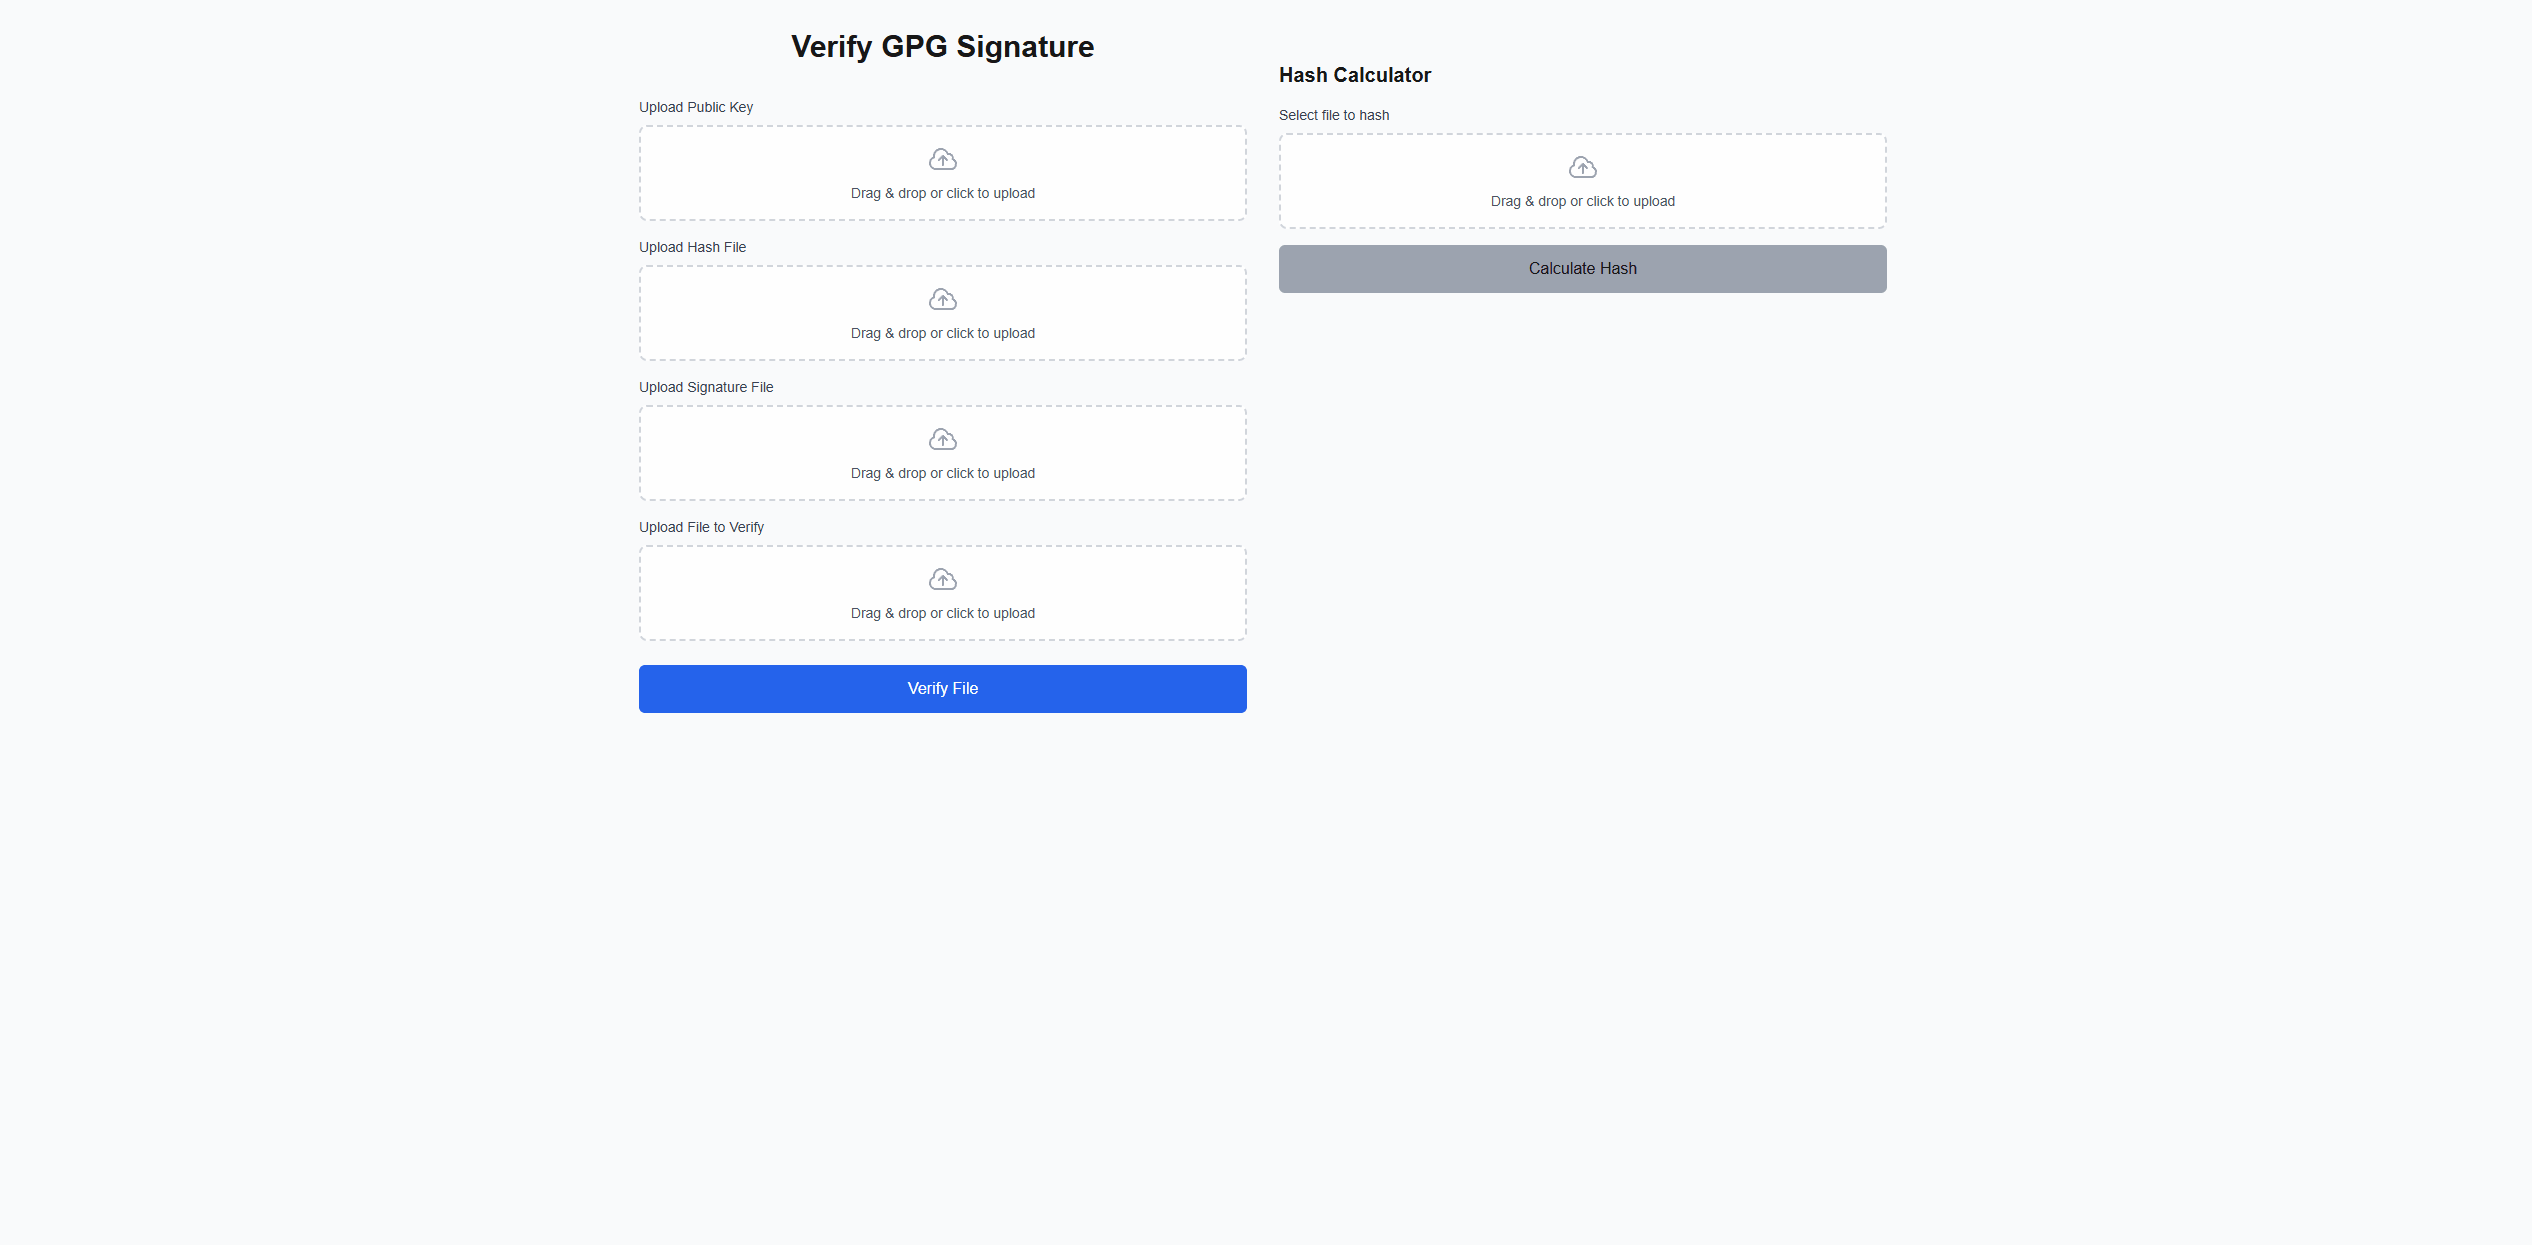 Verify GPG Signature
Upload Public Key
Drag & drop or click to upload
Upload Hash File
Drag & drop or click to upload
Upload Signature File
Drag & drop or click to upload
Upload File to Verify
Drag & drop or click to upload
Verify File
Hash Calculator
Select file to hash
Drag & drop or click to upload
Calculate Hash